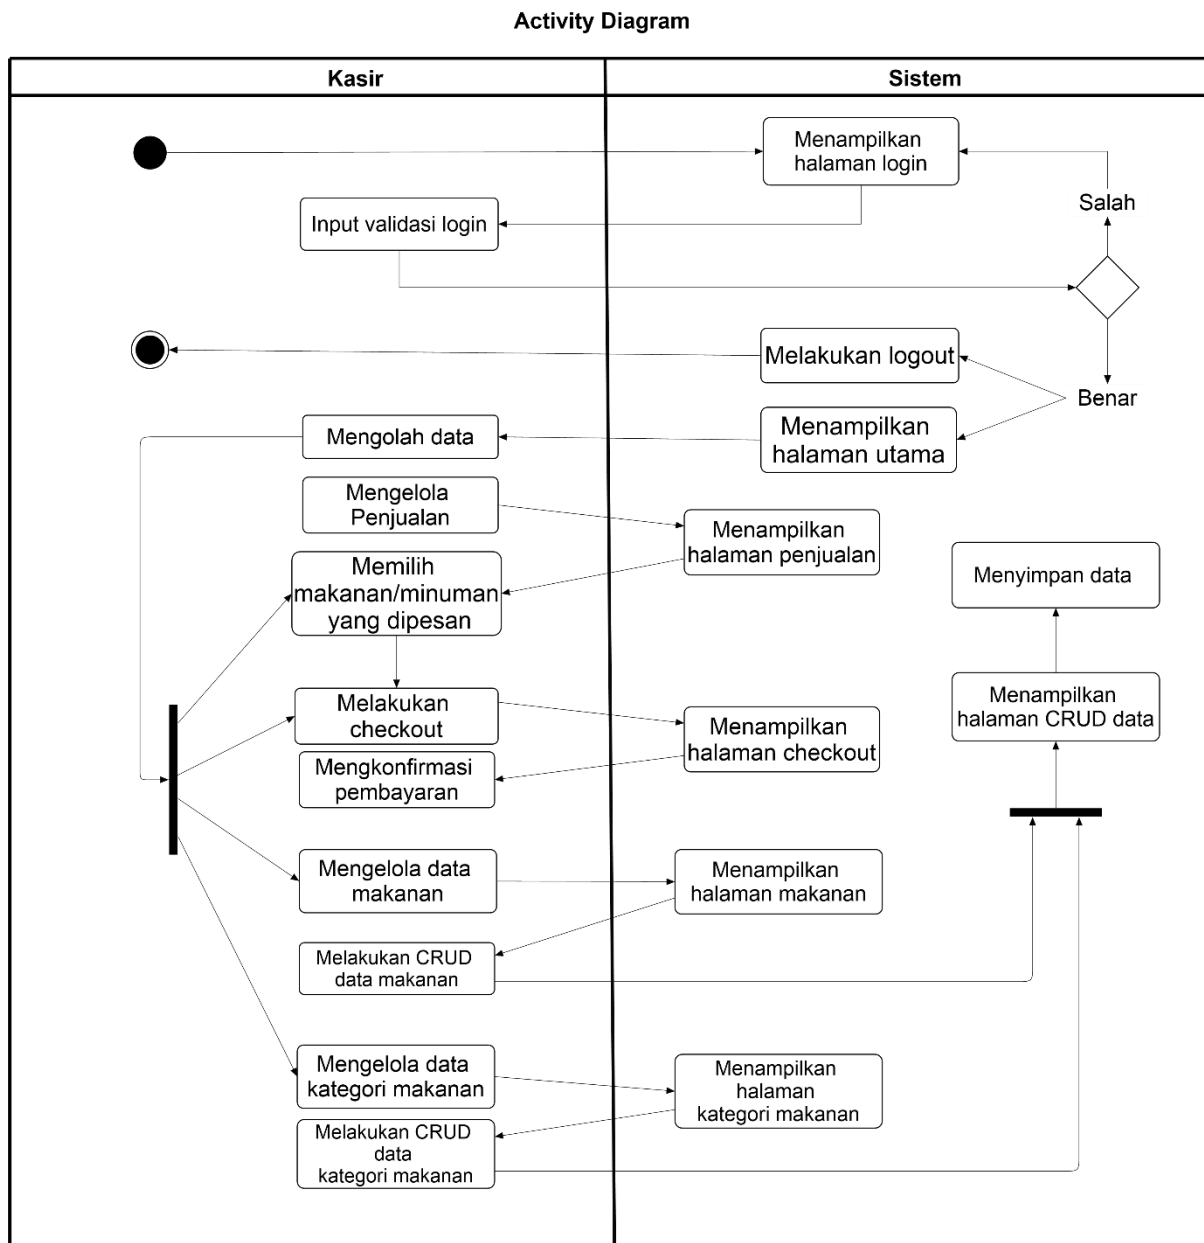 Activity Diagram
Kasir
Sistem
Menampilkan
halaman login
Salah
Input validasi login
Melakukan logout
Benar
Mengolah data
Menampilkan
halaman utama
Mengelola
Penjualan
Menampilkan
halaman penjualan
Memilih
makanan/minuman
yang dipesan
Menyimpan data
Melakukan
checkout
Menampilkan
halaman CRUD data
Menampilkan
halaman checkout
Mengkonfirmasi
pembayaran
Mengelola data
makanan
Menampilkan
halaman makanan
Melakukan CRUD
data makanan
Mengelola data
kategori makanan
Menampilkan
halaman
kategori makanan
Melakukan CRUD
data
kategori makanan